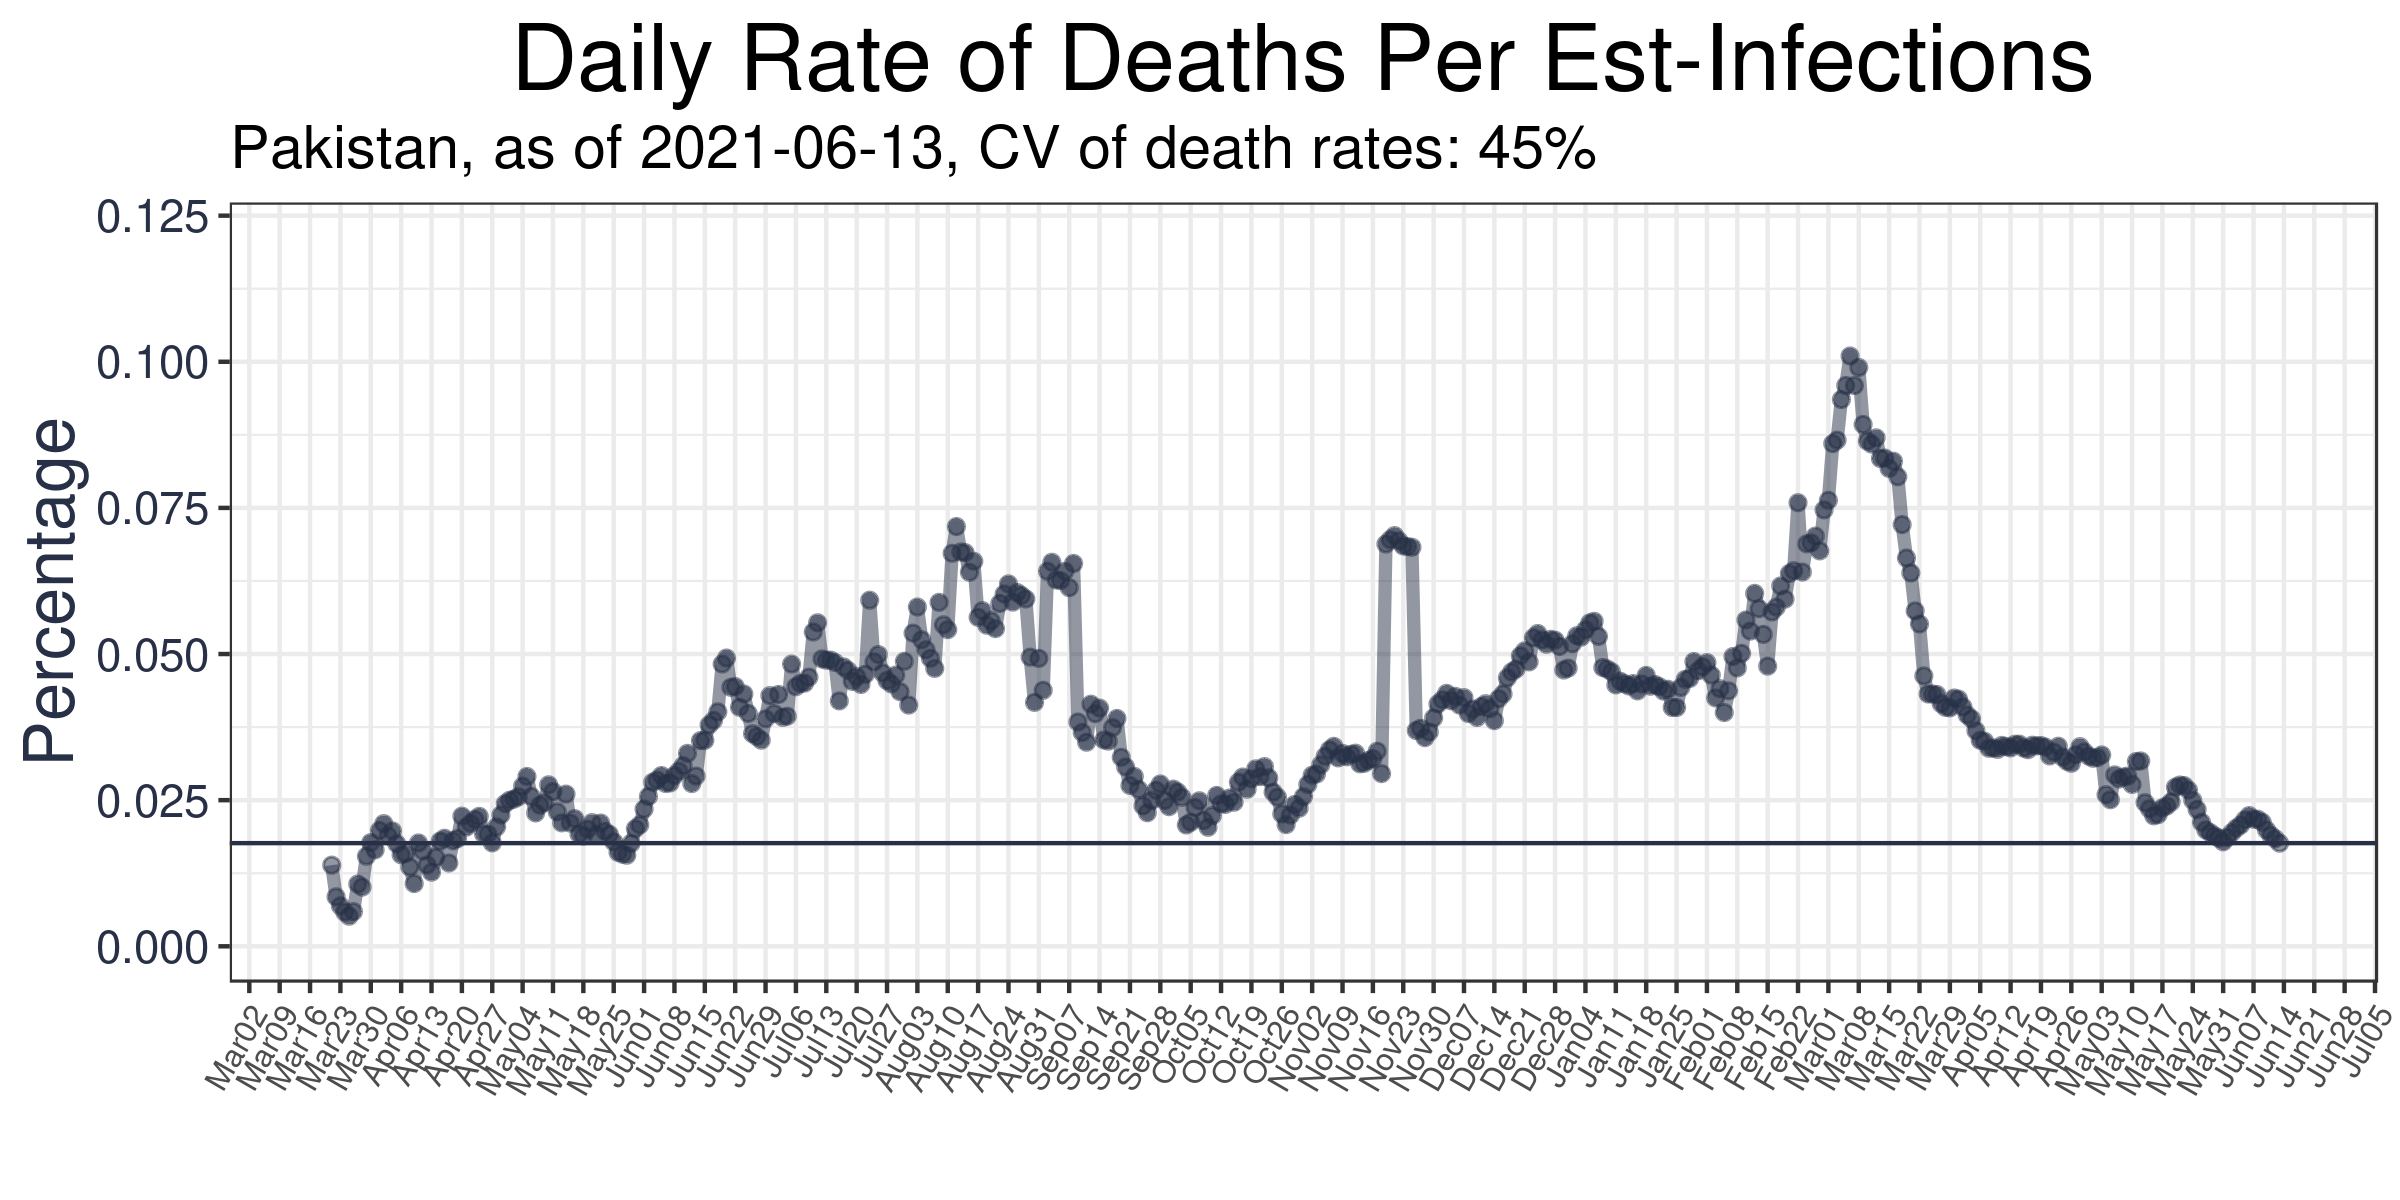 Daily Rate of Deaths Per Est-Infections
Pakistan, as of 2021-06-13, CV of death rates: 45%
Percentage
0.125
0.100
0.075
0.050
0.025
0.000
Mar02
Mar09
Mar16
Mar23
Mar30
Apr06
Apr13
Apr20
Apr27
May04
May11
May18
May25
Jun01
Jun08
Jun15
Jun22
Jun29
Jul06
Jul13
Jul20
Jul27
Aug03
Aug10
Aug17
Aug24
Aug31
Sep07
Sep14
Sep21
Sep28
Oct05
Oct12
Oct19
Oct26
Nov02
Nov09
Nov16
Nov23
Nov30
Dec07
Dec14
Dec21
Dec28
Jan04
Jan11
Jan18
Jan25
Feb01
Feb08
Feb15
Feb22
Mar01
Mar08
Mar15
Mar22
Mar29
Apr05
Apr12
Apr19
Apr26
May03
May10
May17
May24
May31
Jun07
Jun14
Jun21
Jun28
Jul05